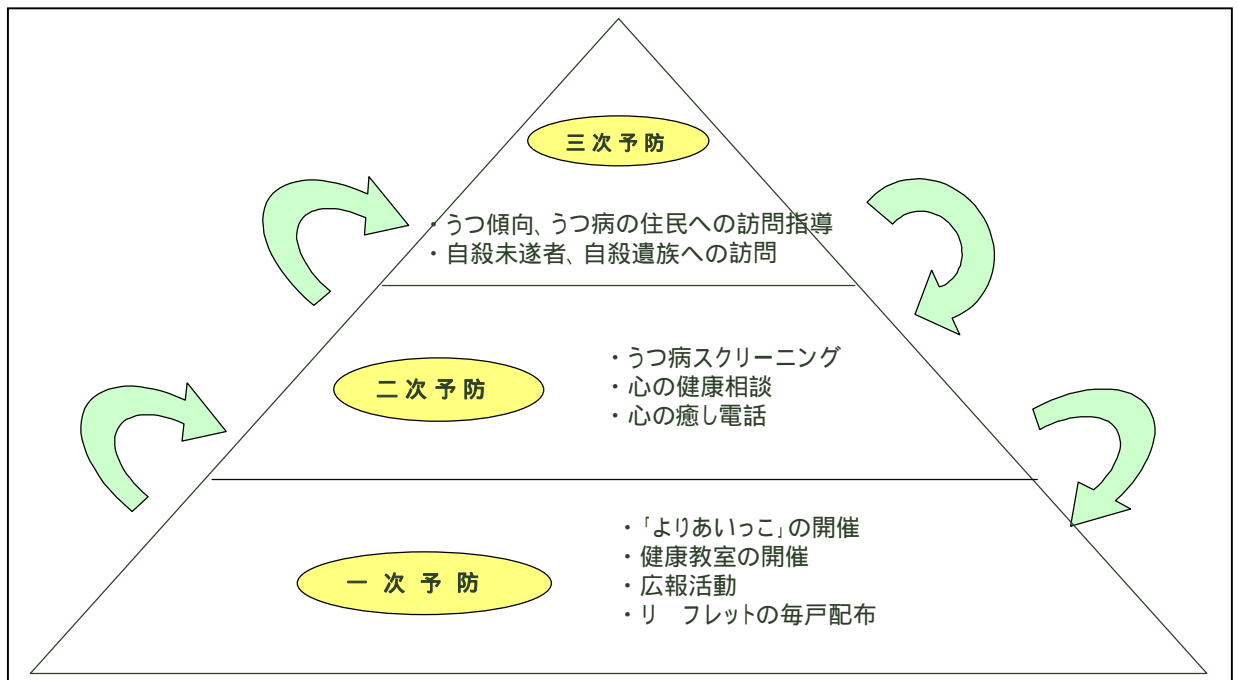 三次予防
・うつ傾向、うつ病の住民への訪問指導
・自殺未遂者、自殺遺族への訪問
二次予防
・うつ病スクリーニング
・心の健康相談
・心の癒し電話
一次予防
・「よりあいっこ」の開催
・健康教室の開催
・広報活動
・リ　フレットの毎戸配布